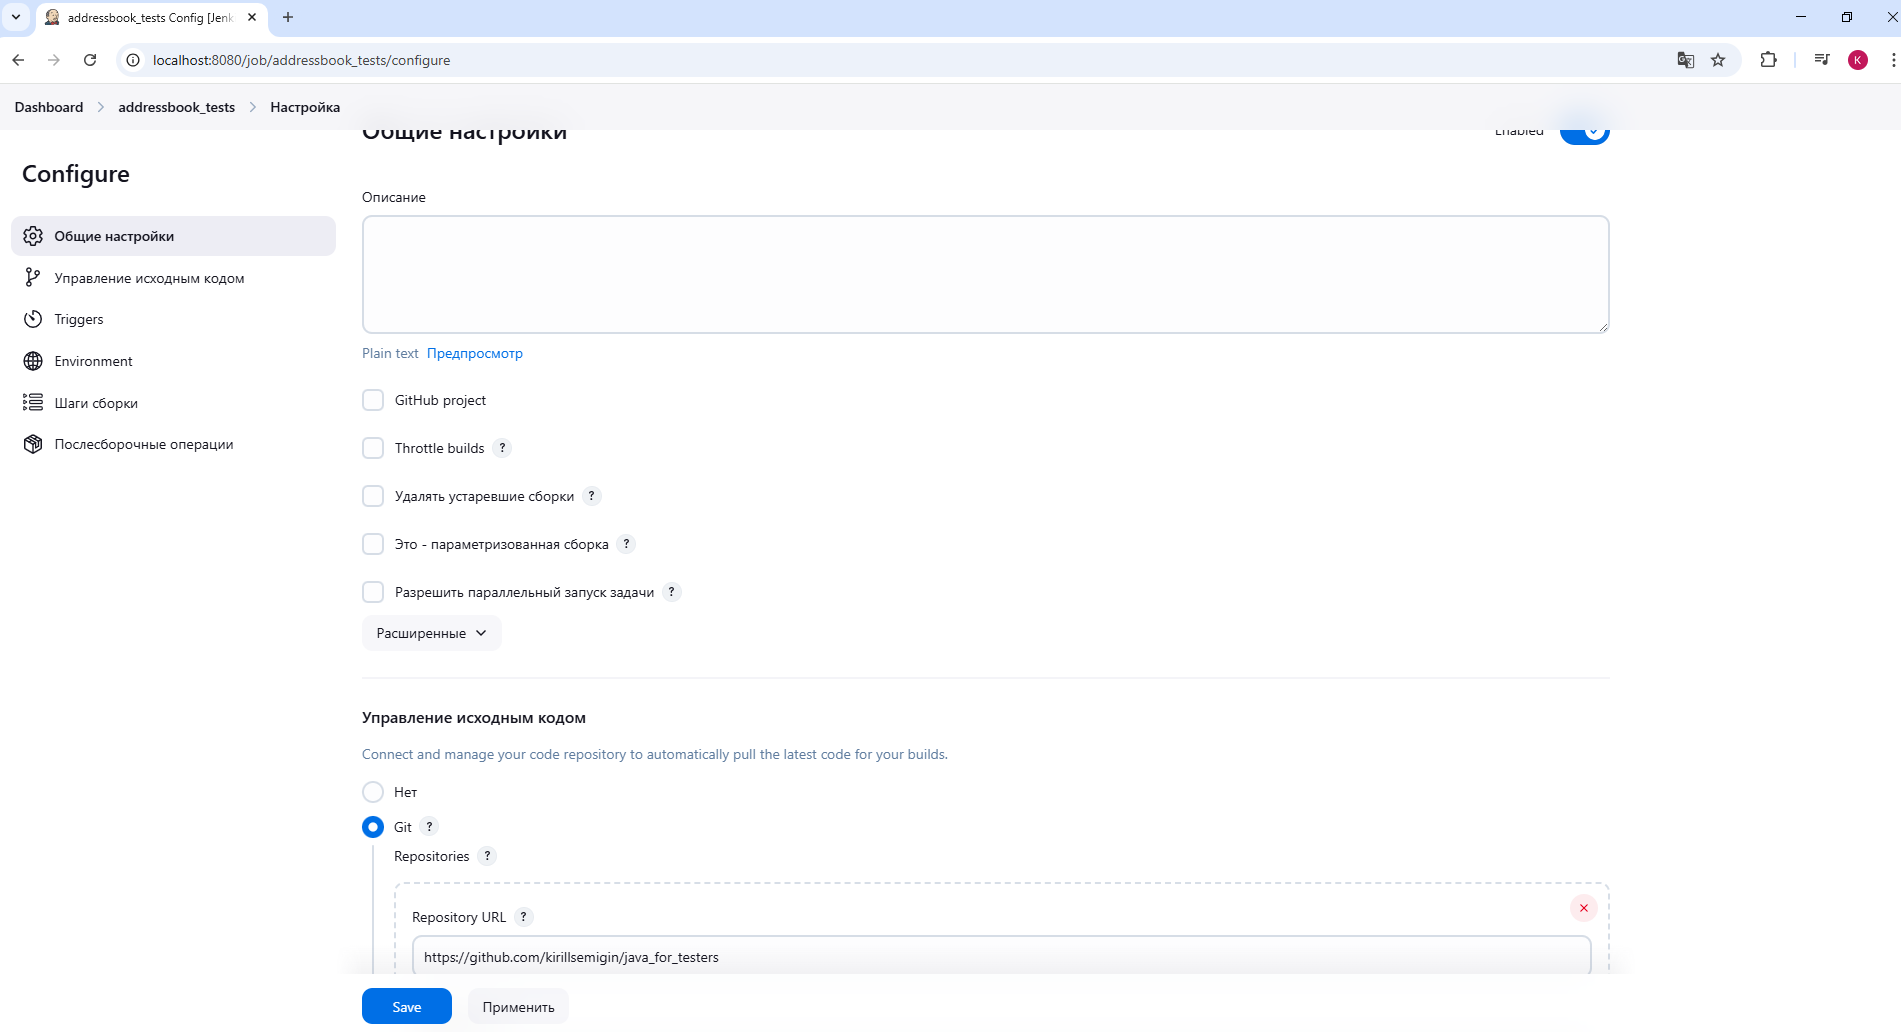 addressbook_tests Config [Jenk
localhost:8080/job/addressbook_tests/configure
K
Dashboard
addressbook_tests
Настройка
Общие настройки
Enabled
Configure
Общие настройки
Управление исходным кодом
Triggers
Environment
Шаги сборки
Послесборочные операции
Описание
Plain text Предпросмотр
GitHub project
Throttle builds ?
Удалять устаревшие сборки ?
Это - параметризованная сборка ?
Разрешить параллельный запуск задачи ?
Расширенные
Управление исходным кодом
Connect and manage your code repository to automatically pull the latest code for your builds.
Нет
Git ?
Repositories ?
Repository URL ?
https://github.com/kirillsemigin/java_for_testers
Save
Применить